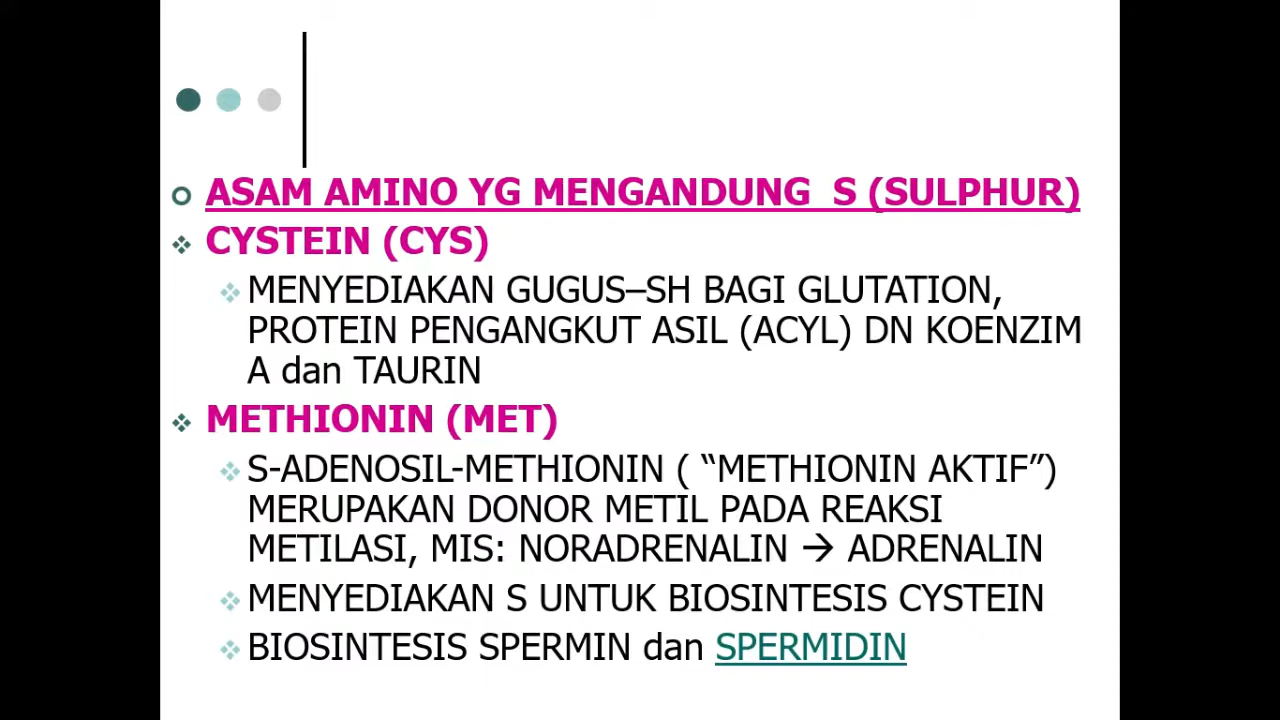 ASAM AMINO YG MENGANDUNG  S (SULPHUR)
CYSTEIN (CYS)
MENYEDIAKAN GUGUS–SH BAGI GLUTATION,
PROTEIN PENGANGKUT ASIL (ACYL) DN KOENZIM
A dan TAURIN
METHIONIN (MET)
S-ADENOSIL-METHIONIN ( “METHIONIN AKTIF”)
MERUPAKAN DONOR METIL PADA REAKSI
METILASI, MIS: NORADRENALIN → ADRENALIN
MENYEDIAKAN S UNTUK BIOSINTESIS CYSTEIN
BIOSINTESIS SPERMIN dan SPERMIDIN